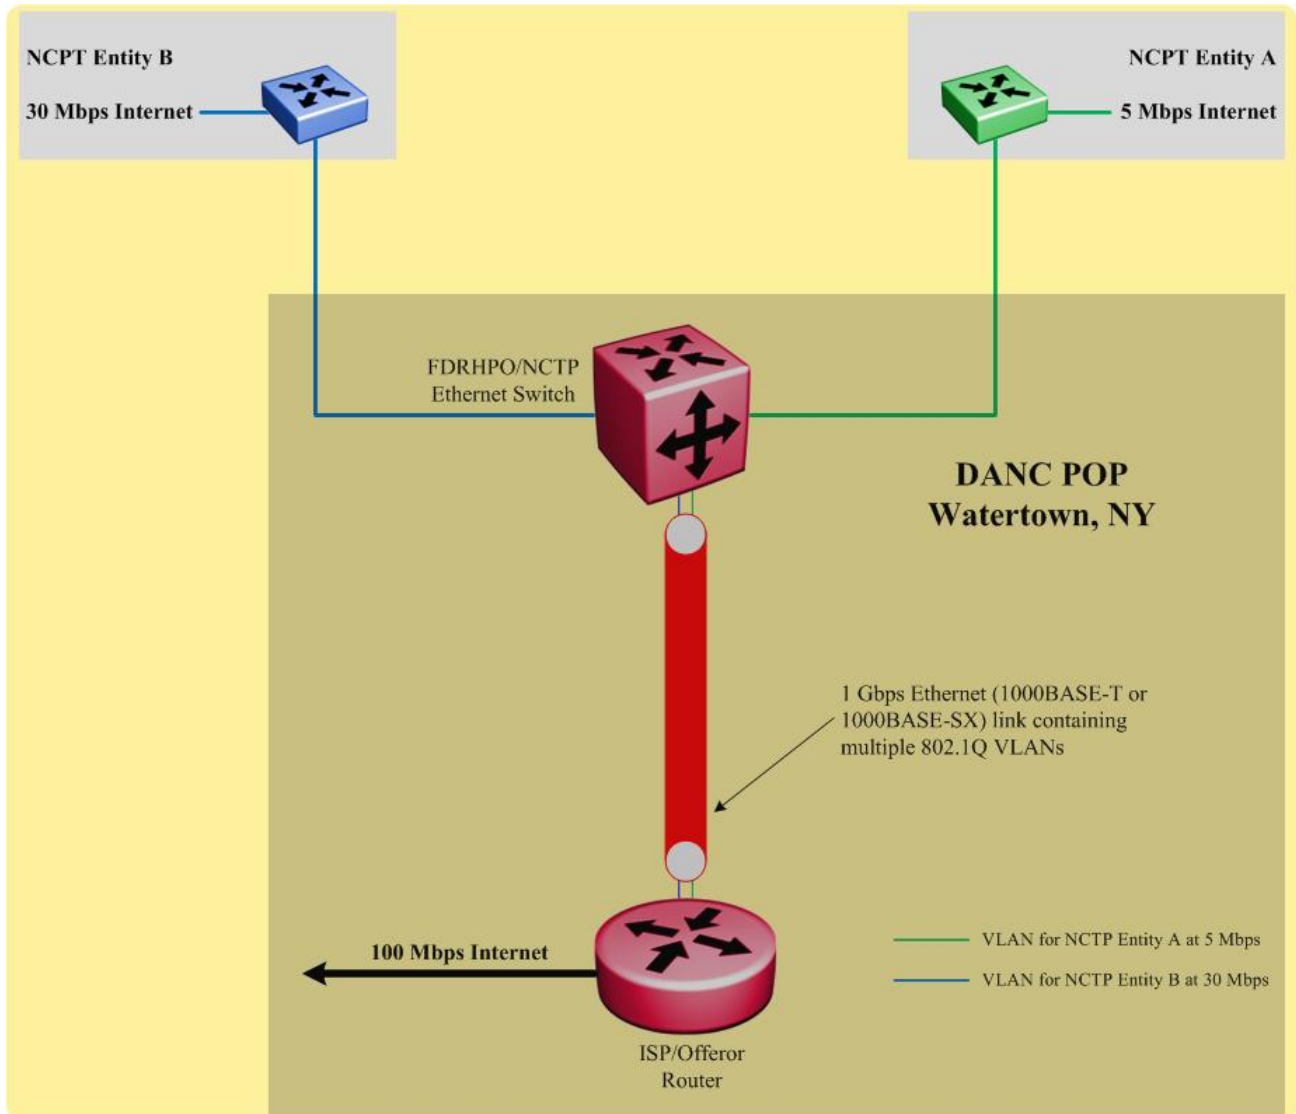 NCPT Entity B
30 Mbps Internet
NCPT Entity A
5 Mbps Internet
FDRHPO/NCTP
Ethernet Switch
DANC POP
Watertown, NY
1 Gbps Ethernet (1000BASE-T or
1000BASE-SX) link containing
multiple 802.1Q VLANs
100 Mbps Internet
VLAN for NCTP Entity A at 5 Mbps
VLAN for NCTP Entity B at 30 Mbps
ISP/Offeror
Router